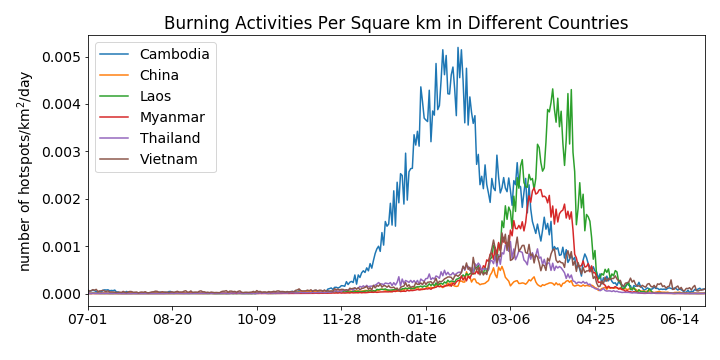 Burning Activities Per Square km in Different Countries
number of hotspots/km²/day
0.005
0.004
0.003
0.002
0.001
0.000
Cambodia
China
Laos
Myanmar
Thailand
Vietnam
07-01 08-20 10-09 11-28 01-16 03-06 04-25 06-14
month-date